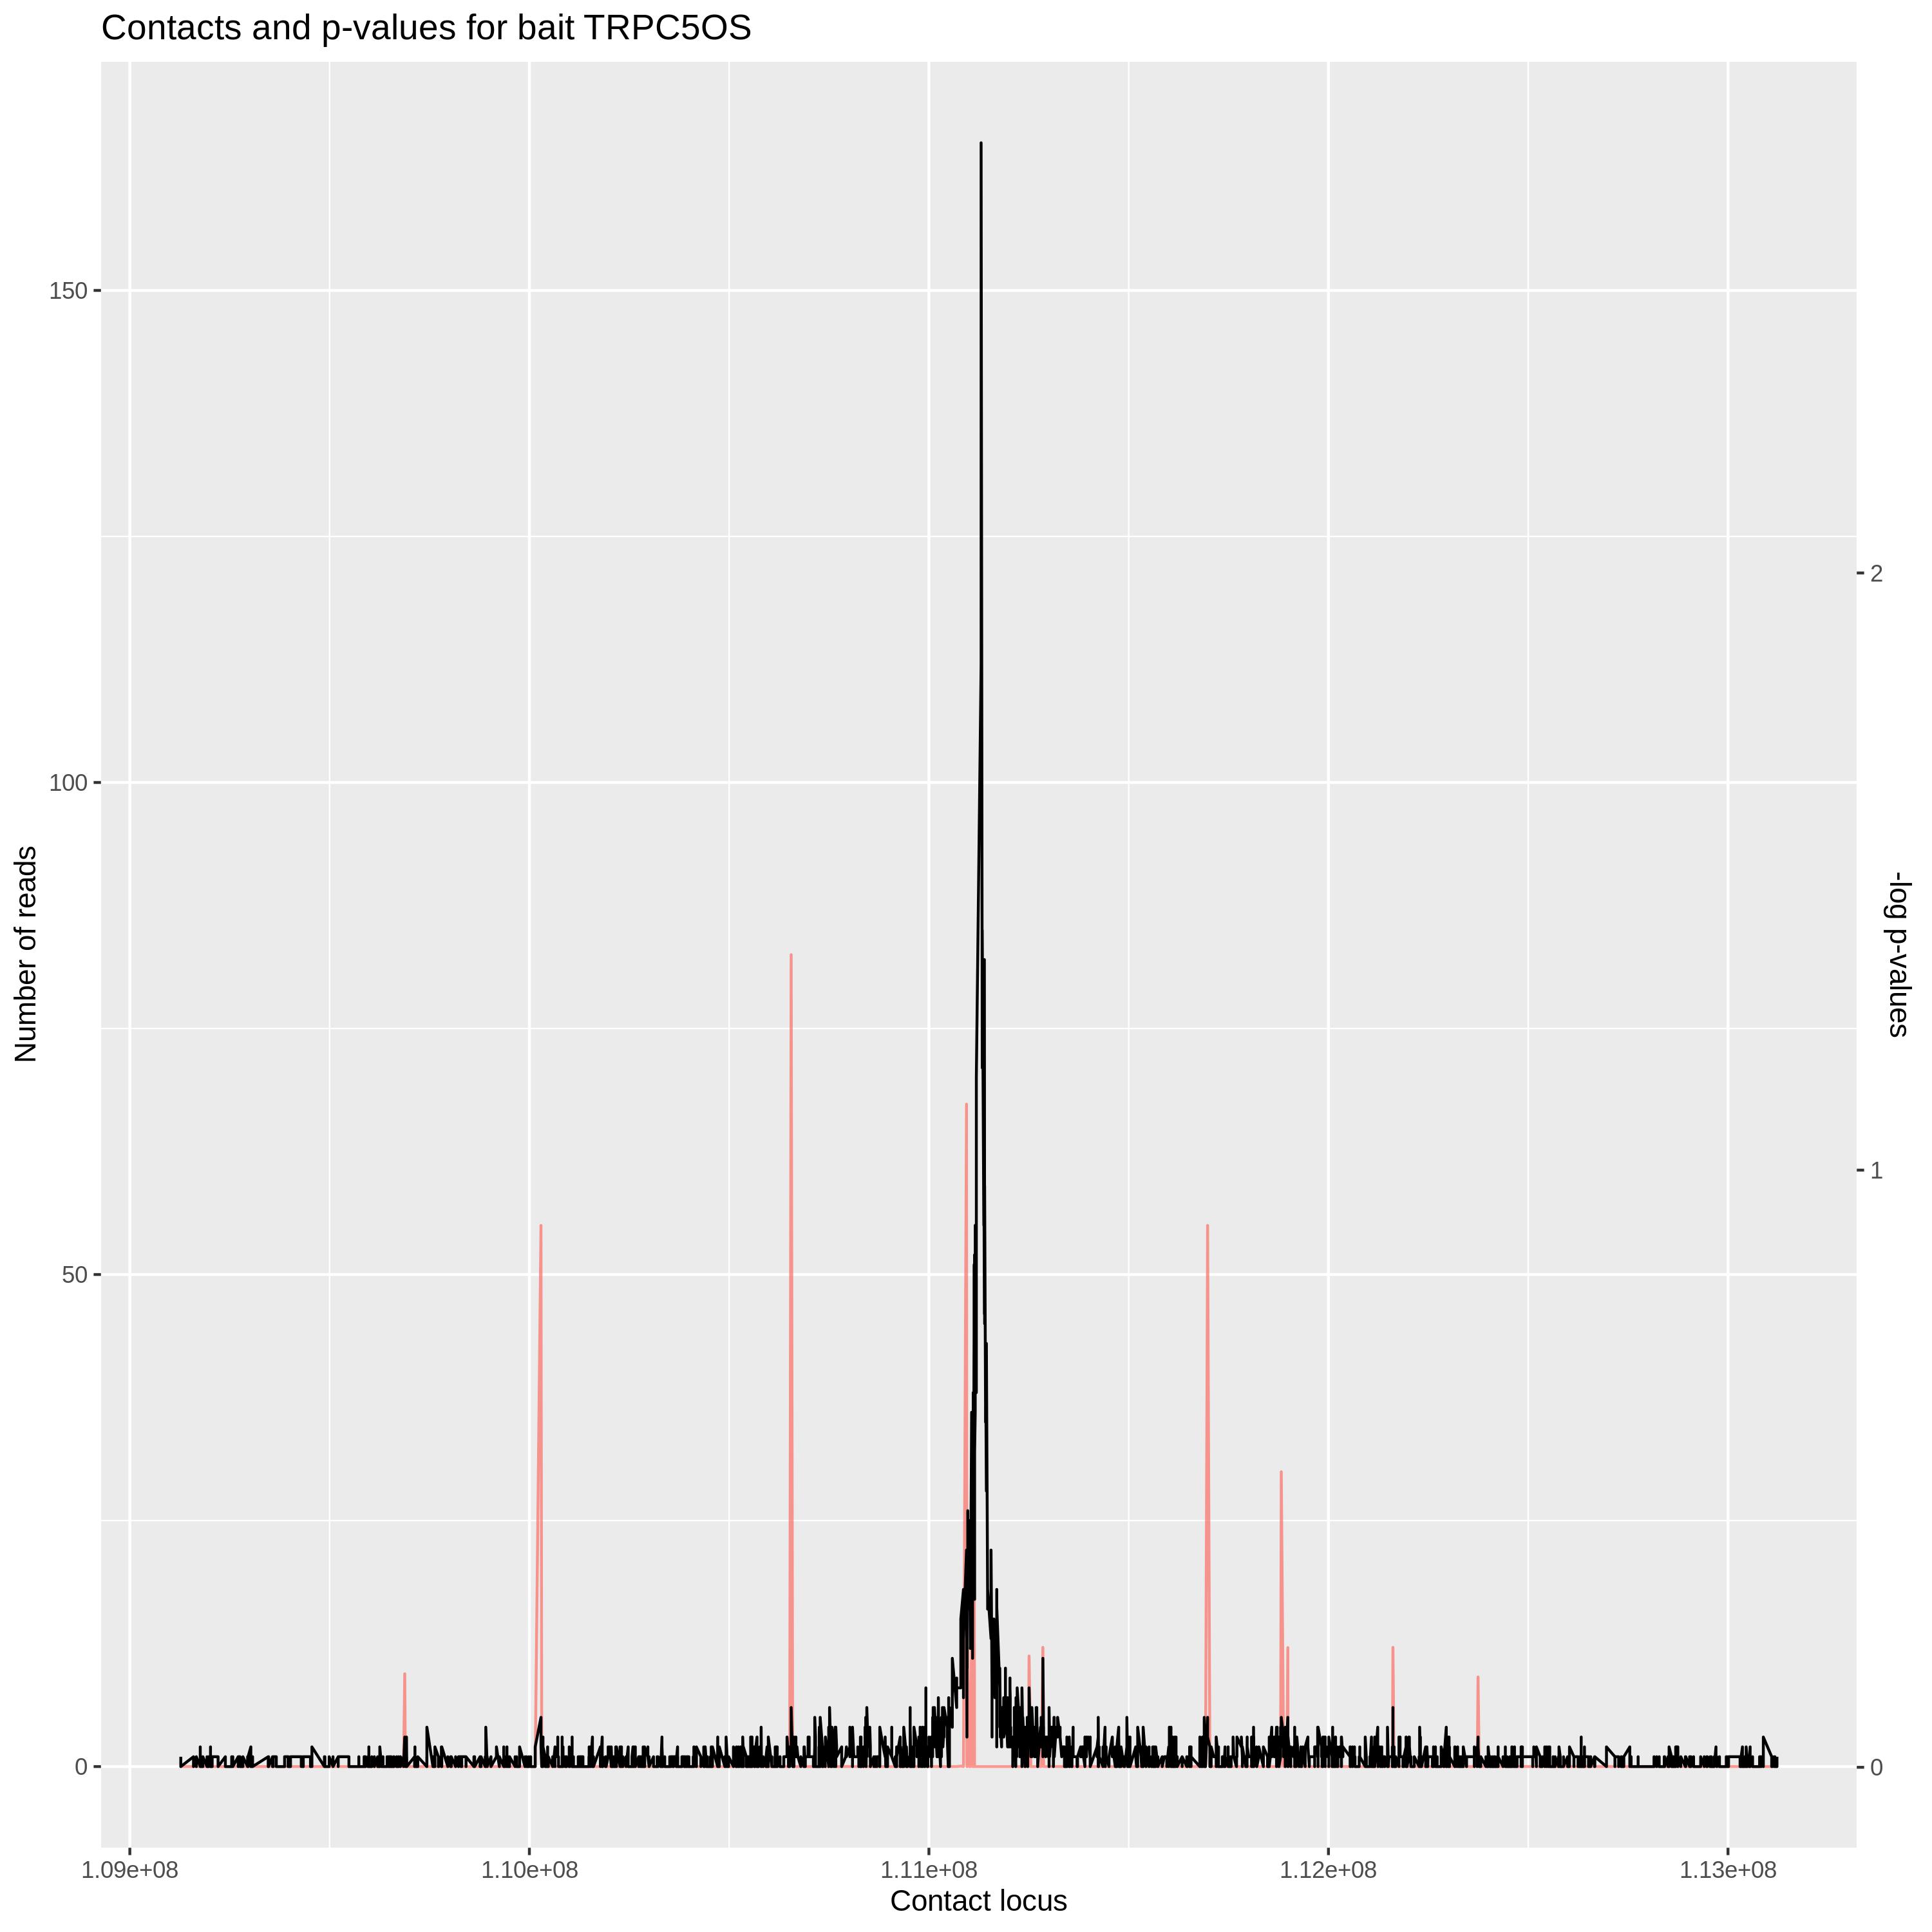 Contacts and p-values for bait TRPC5OS
Number of reads
150
100
50
0
2
1
0
-log p-values
1.09e+08
1.10e+08
1.11e+08
1.12e+08
1.13e+08
Contact locus